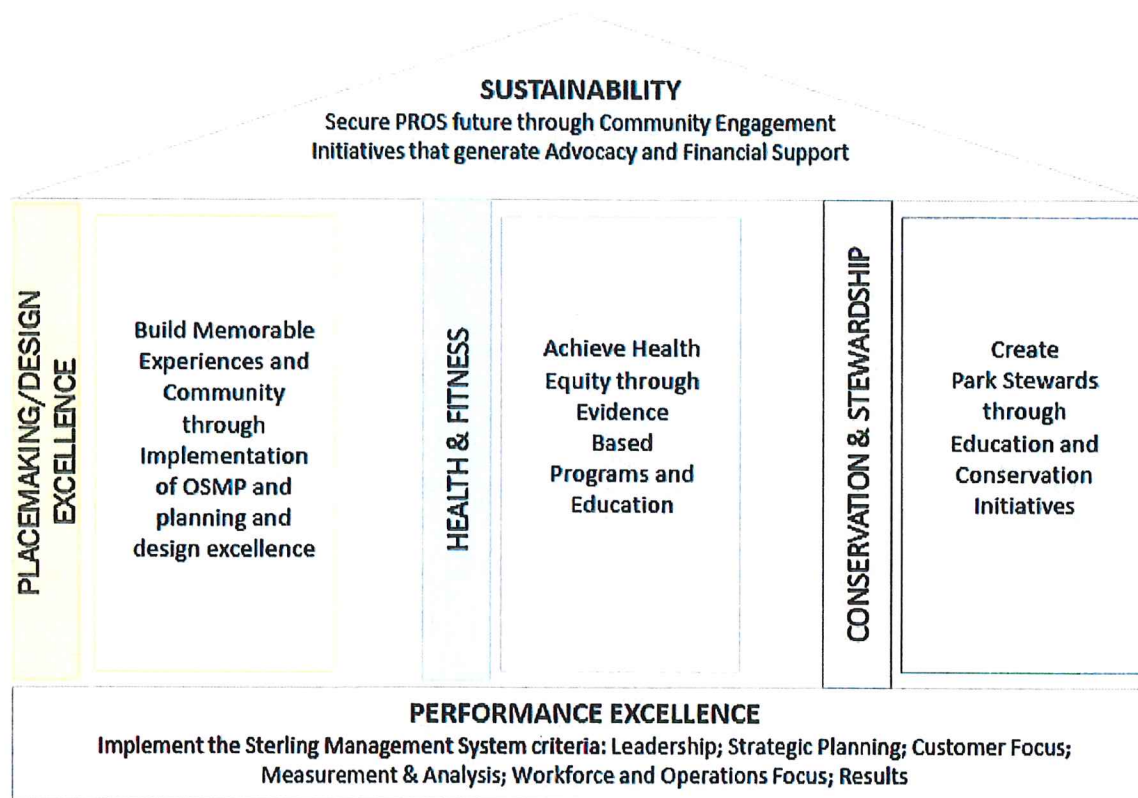 SUSTAINABILITY
Secure PROS future through Community Engagement
Initiatives that generate Advocacy and Financial Support
PLACEMAKING/DESIGN
EXCELLENCE
Build Memorable
Experiences and
Community
through
Implementation
of OSMP and
planning and
design excellence
HEALTH & FITNESS
Achieve Health
Equity through
Evidence
Based
Programs and
Education
CONSERVATION & STEWARDSHIP
Create
Park Stewards
through
Education and
Conservation
Initiatives
PERFORMANCE EXCELLENCE
Implement the Sterling Management System criteria: Leadership; Strategic Planning; Customer Focus;
Measurement & Analysis; Workforce and Operations Focus; Results